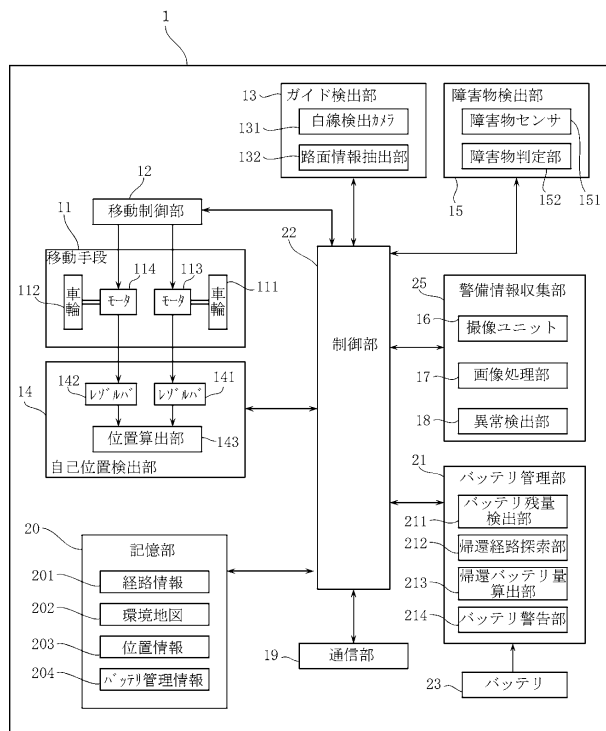 1
13
ガイド検出部
131
白線検出カメラ
132
路面情報抽出部
障害物検出部
障害物センサ
151
障害物判定部
152
15
12
移動制御部
11
移動手段
112
車輪
114
モータ
113
モータ
車輪
111
22
制御部
25
警備情報収集部
16
撮像ユニット
17
画像処理部
18
異常検出部
14
142
レゾルバ
141
レゾルバ
位置算出部
143
自己位置検出部
21
バッテリ管理部
211
バッテリ残量
検出部
212
帰還経路探索部
213
帰還バッテリ量
算出部
214
バッテリ警告部
20
記憶部
201
経路情報
202
環境地図
203
位置情報
204
バッテリ管理情報
19
通信部
23
バッテリ